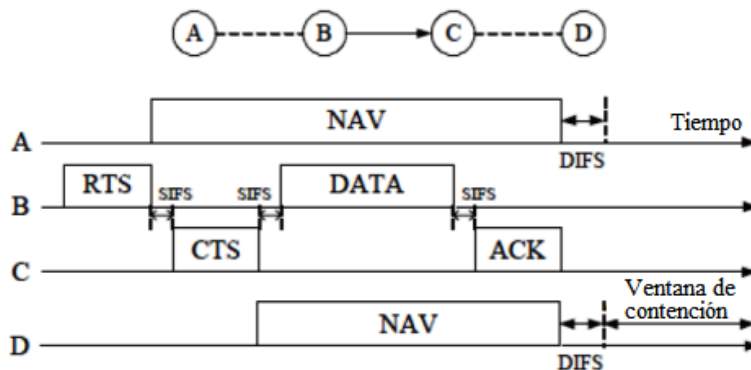 A B C D
NAV
Tiempo
A
DIFS
RTS SIFS SIFS DATA SIFS
B
CTS ACK
C
Ventana de
contención
NAV
D
DIFS